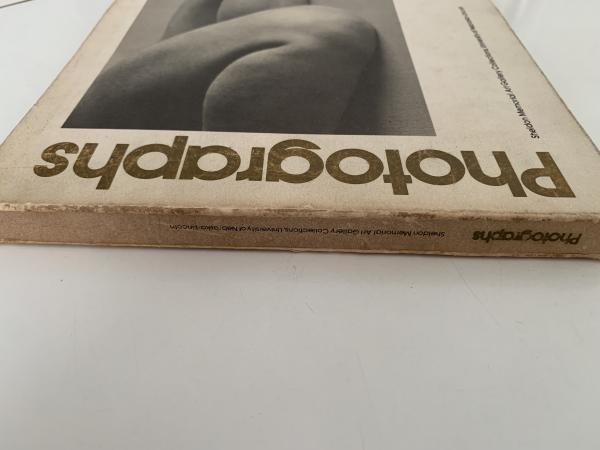 Photographs
Sheldon Memorial Art Gallery Collections, University of Nebraska-Lincoln
Photographs
Sheldon Memorial Art Gallery Collections, University of Nebraska-Lincoln